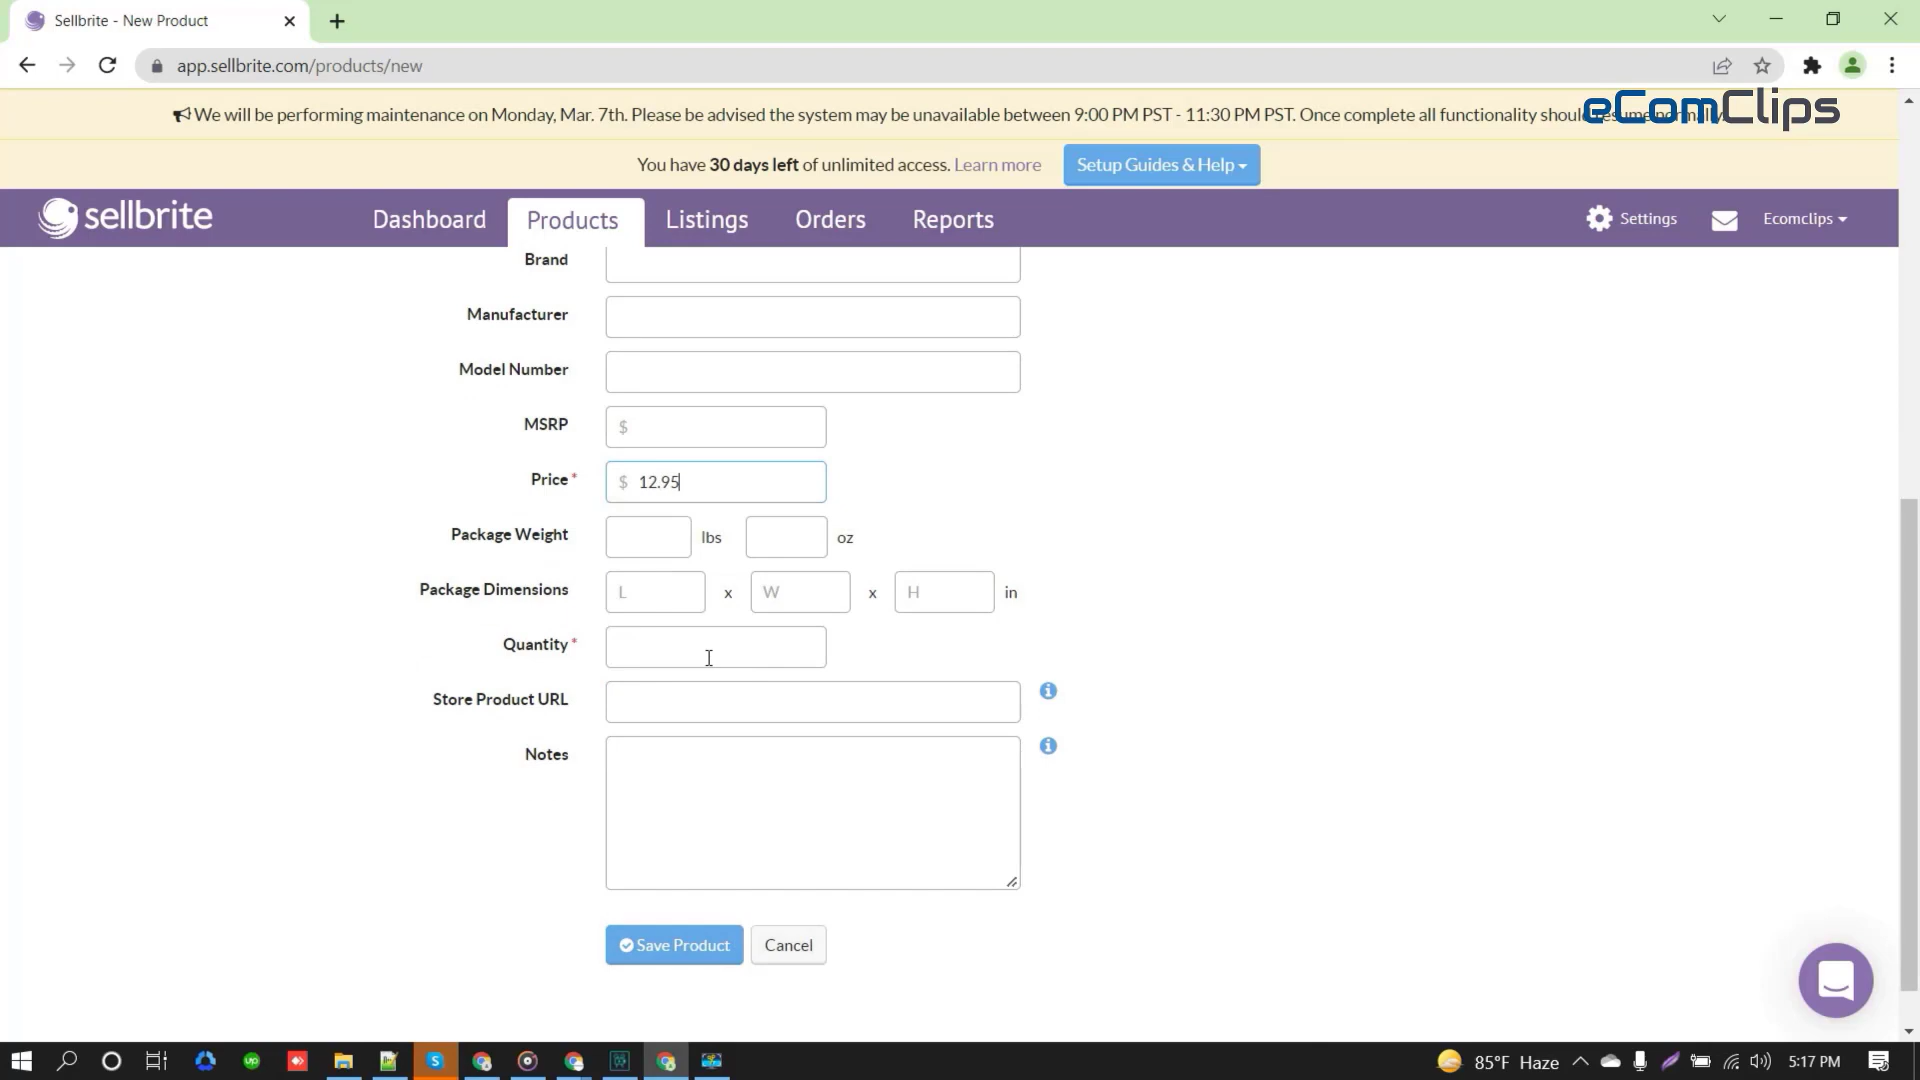 Sellbrite - New Product
app.sellbrite.com/products/new
We will be performing maintenance on Monday, Mar. 7th. Please be advised the system may be unavailable between 9:00 PM PST - 11:30 PM PST. Once complete all functionality should resume normally.
eComClips
You have 30 days left of unlimited access. Learn more
Setup Guides & Help
sellbrite
Dashboard
Products
Listings
Orders
Reports
Settings
Ecomclips
Brand
Manufacturer
Model Number
MSRP
$
Price *
$ 12.95
Package Weight
lbs
oz
Package Dimensions
L x W x H in
Quantity *
Store Product URL
Notes
Save Product
Cancel
85°F Haze
5:17 PM